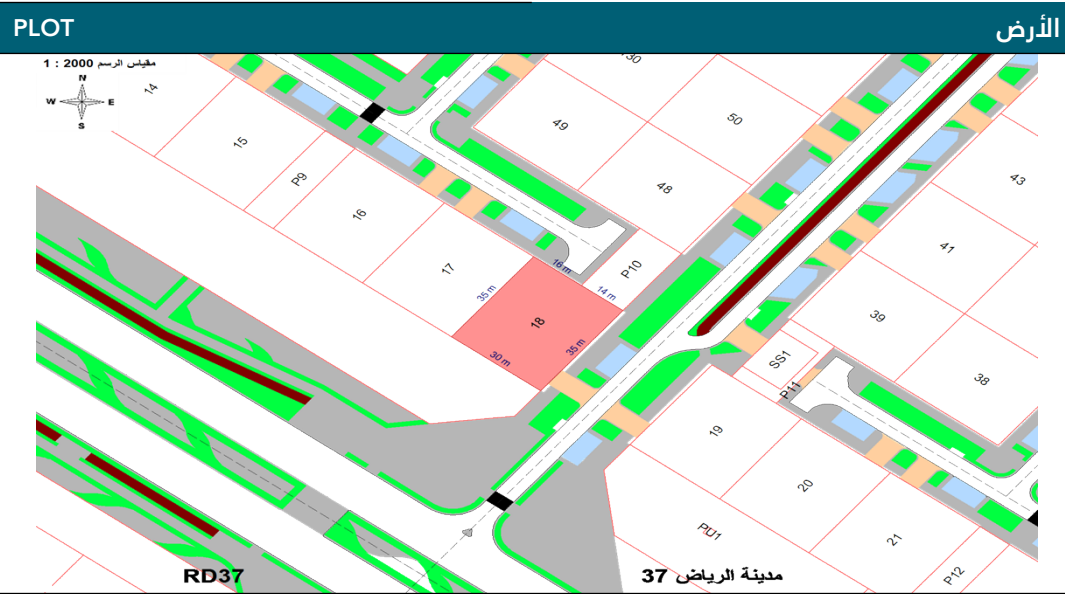 PLOT
الأرض
مقياس الرسم 2000 : 1
N
W E
S
14
15
P9
16
17
18
16 m
14 m
35 m
35 m
30 m
P10
30
49
50
48
43
41
39
38
SS1
P11
19
20
21
PU1
P12
RD37
مدينة الرياض 37